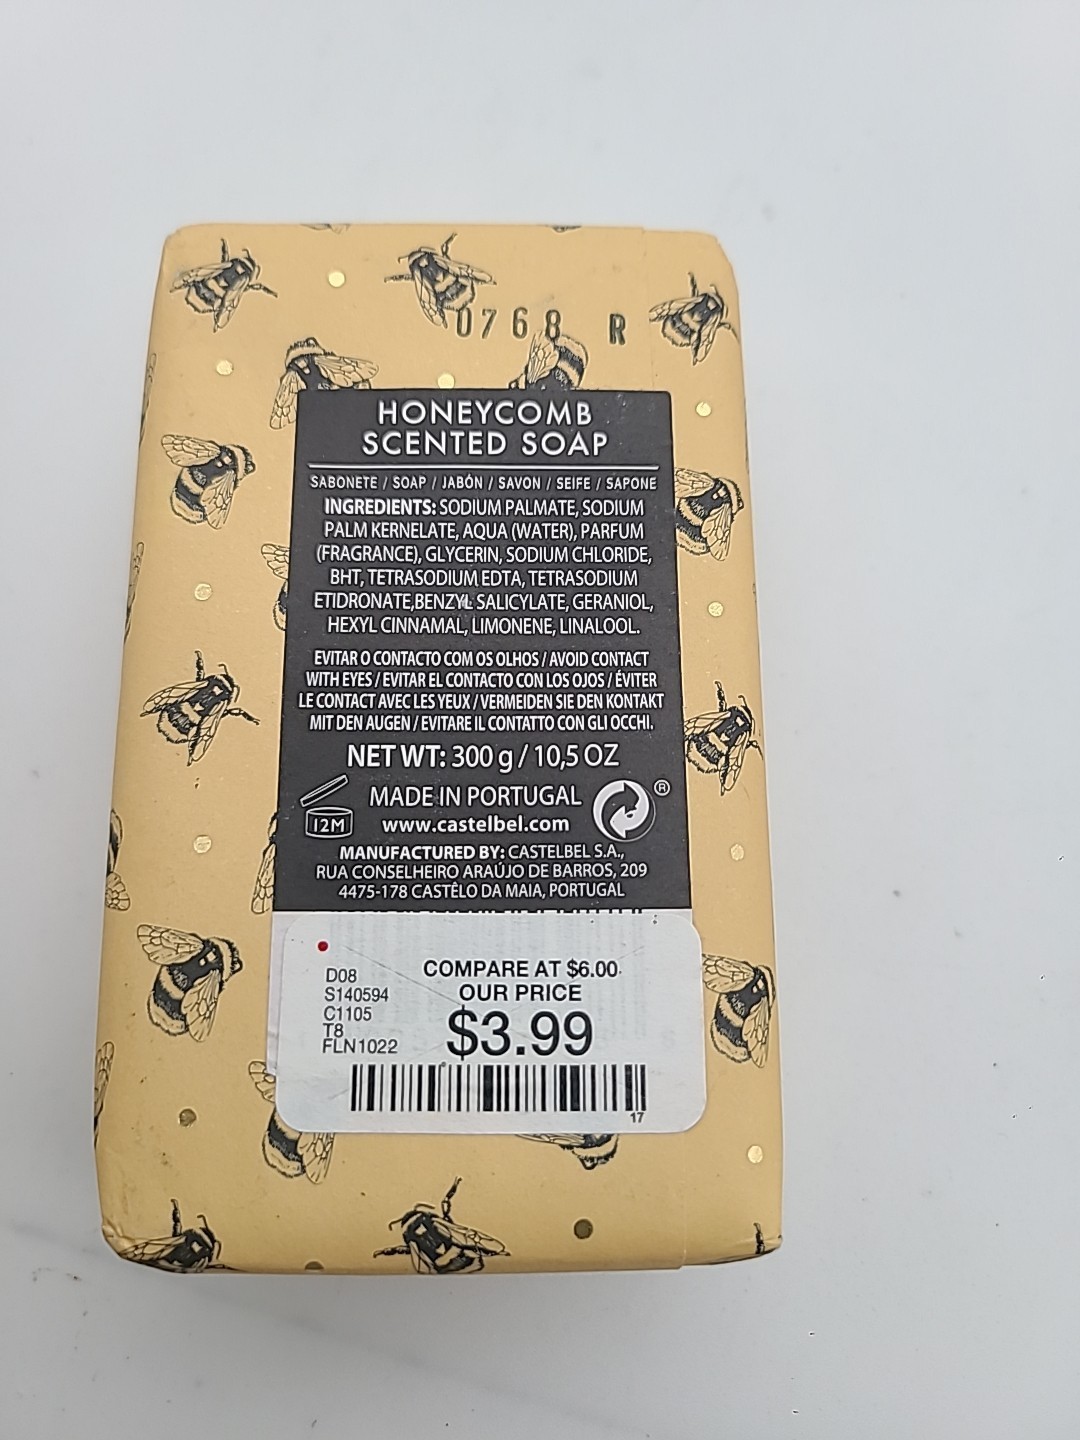 0768 R
HONEYCOMB
SCENTED SOAP
SABONETE / SOAP / JABÓN / SAVON / SEIFE / SAPONE
INGREDIENTS: SODIUM PALMATE, SODIUM
PALM KERNELATE, AQUA (WATER), PARFUM
(FRAGRANCE), GLYCERIN, SODIUM CHLORIDE,
BHT, TETRASODIUM EDTA, TETRASODIUM
ETIDRONATE,BENZYL SALICYLATE, GERANIOL,
HEXYL CINNAMAL, LIMONENE, LINALOOL.
EVITAR O CONTACTO COM OS OLHOS / AVOID CONTACT
WITH EYES / EVITAR EL CONTACTO CON LOS OJOS / ÉVITER
LE CONTACT AVEC LES YEUX / VERMEIDEN SIE DEN KONTAKT
MIT DEN AUGEN / EVITARE IL CONTATTO CON GLI OCCHI.
NET WT: 300 g / 10,5 OZ
12M
MADE IN PORTUGAL
www.castelbel.com
®
MANUFACTURED BY: CASTELBEL S.A.,
RUA CONSELHEIRO ARAÚJO DE BARROS, 209
4475-178 CASTÊLO DA MAIA, PORTUGAL
D08
S140594
C1105
T8
FLN1022
COMPARE AT $6.00
OUR PRICE
$3.99
17